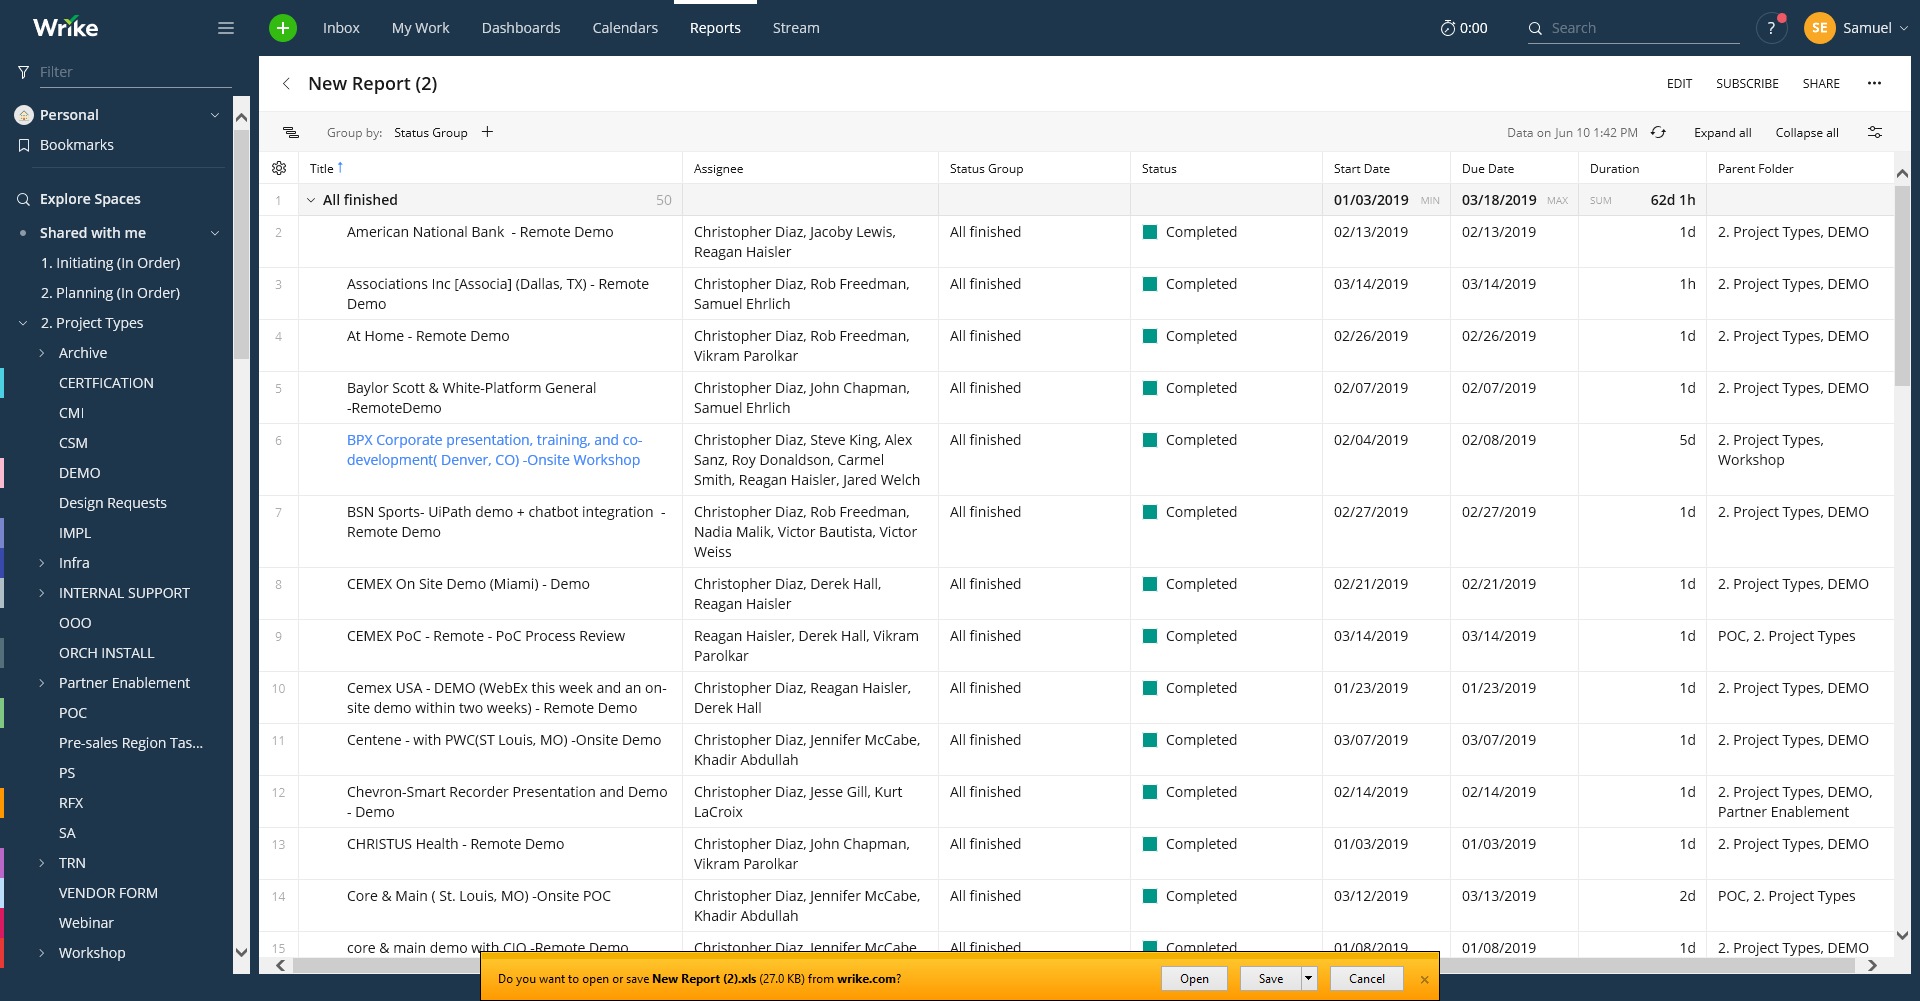 Wrike
Inbox My Work Dashboards Calendars Reports Stream
0:00
Search
?
SE Samuel
Filter
Personal
Bookmarks
Explore Spaces
Shared with me
1. Initiating (In Order)
2. Planning (In Order)
2. Project Types
Archive
CERTFICATION
CMI
CSM
DEMO
Design Requests
IMPL
Infra
INTERNAL SUPPORT
OOO
ORCH INSTALL
Partner Enablement
POC
Pre-sales Region Tas...
PS
RFX
SA
TRN
VENDOR FORM
Webinar
Workshop
New Report (2)
EDIT SUBSCRIBE SHARE
Group by: Status Group
Data on Jun 10 1:42 PM
Expand all Collapse all
Title Assignee Status Group Status Start Date Due Date Duration Parent Folder
1 All finished 50 01/03/2019 MIN 03/18/2019 MAX SUM 62d 1h
2 American National Bank - Remote Demo Christopher Diaz, Jacoby Lewis, All finished Completed 02/13/2019 02/13/2019 1d 2. Project Types, DEMO
Reagan Haisler
3 Associations Inc [Associa] (Dallas, TX) - Remote Christopher Diaz, Rob Freedman, All finished Completed 03/14/2019 03/14/2019 1h 2. Project Types, DEMO
Demo Samuel Ehrlich
4 At Home - Remote Demo Christopher Diaz, Rob Freedman, All finished Completed 02/26/2019 02/26/2019 1d 2. Project Types, DEMO
Vikram Parolkar
5 Baylor Scott & White-Platform General Christopher Diaz, John Chapman, All finished Completed 02/07/2019 02/07/2019 1d 2. Project Types, DEMO
-RemoteDemo Samuel Ehrlich
6 BPX Corporate presentation, training, and co- Christopher Diaz, Steve King, Alex All finished Completed 02/04/2019 02/08/2019 5d 2. Project Types,
development( Denver, CO) -Onsite Workshop Sanz, Roy Donaldson, Carmel Workshop
Smith, Reagan Haisler, Jared Welch
7 BSN Sports- UiPath demo + chatbot integration - Christopher Diaz, Rob Freedman, All finished Completed 02/27/2019 02/27/2019 1d 2. Project Types, DEMO
Remote Demo Nadia Malik, Victor Bautista, Victor
Weiss
8 CEMEX On Site Demo (Miami) - Demo Christopher Diaz, Derek Hall, All finished Completed 02/21/2019 02/21/2019 1d 2. Project Types, DEMO
Reagan Haisler
9 CEMEX PoC - Remote - PoC Process Review Reagan Haisler, Derek Hall, Vikram All finished Completed 03/14/2019 03/14/2019 1d POC, 2. Project Types
Parolkar
10 Cemex USA - DEMO (WebEx this week and an on- Christopher Diaz, Reagan Haisler, All finished Completed 01/23/2019 01/23/2019 1d 2. Project Types, DEMO
site demo within two weeks) - Remote Demo Derek Hall
11 Centene - with PWC(ST Louis, MO) -Onsite Demo Christopher Diaz, Jennifer McCabe, All finished Completed 03/07/2019 03/07/2019 1d 2. Project Types, DEMO
Khadir Abdullah
12 Chevron-Smart Recorder Presentation and Demo Christopher Diaz, Jesse Gill, Kurt All finished Completed 02/14/2019 02/14/2019 1d 2. Project Types, DEMO,
- Demo LaCroix Partner Enablement
13 CHRISTUS Health - Remote Demo Christopher Diaz, John Chapman, All finished Completed 01/03/2019 01/03/2019 1d 2. Project Types, DEMO
Vikram Parolkar
14 Core & Main ( St. Louis, MO) -Onsite POC Christopher Diaz, Jennifer McCabe, All finished Completed 03/12/2019 03/13/2019 2d POC, 2. Project Types
Khadir Abdullah
15 core & main demo with CIO -Remote Demo Christopher Diaz, Jennifer McCabe All finished Completed 01/08/2019 01/08/2019 1d 2. Project Types, DEMO
Do you want to open or save New Report (2).xls (27.0 KB) from wrike.com?
Open Save Cancel